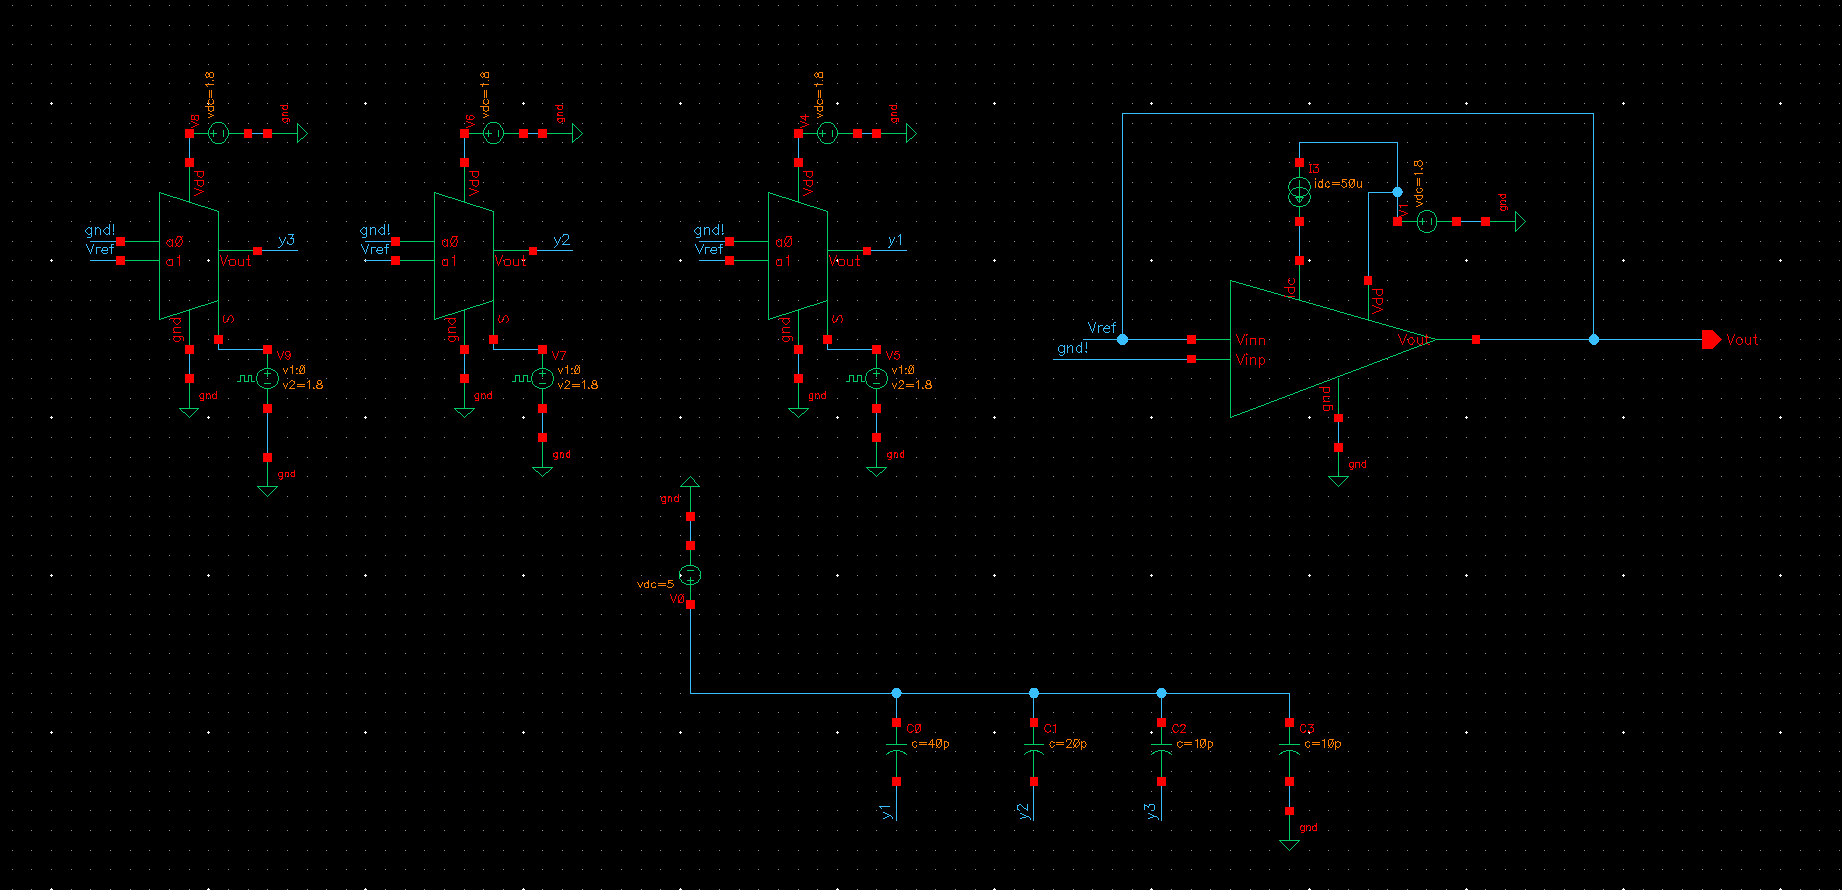 vdc=1.8
V8
gnd
Vdd
gnd!
Vref
a0
a1
Vout
y3
gnd
S
V9
v1:0
v2=1.8
gnd
gnd
vdc=1.8
V6
gnd
Vdd
gnd!
Vref
a0
a1
Vout
y2
gnd
S
V7
v1:0
v2=1.8
gnd
gnd
vdc=1.8
V4
gnd
Vdd
gnd!
Vref
a0
a1
Vout
y1
gnd
S
V5
v1:0
v2=1.8
gnd
gnd
I3
idc=50u
vdc=1.8
V1
gnd
idc
Vdd
Vref
gnd!
Vinn
Vinp
Vout
Vout
gnd
gnd
gnd
vdc=5
V0
C0
c=40p
y1
C1
c=20p
y2
C2
c=10p
y3
C3
c=10p
gnd